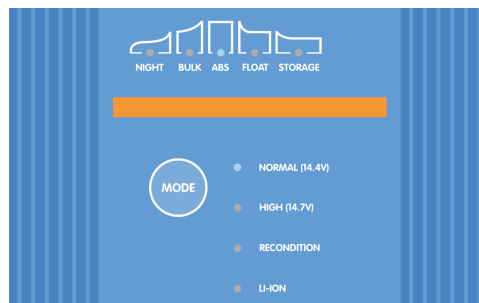 NIGHT BULK ABS FLOAT STORAGE
MODE
NORMAL (14.4V)
HIGH (14.7V)
RECONDITION
LI-ION